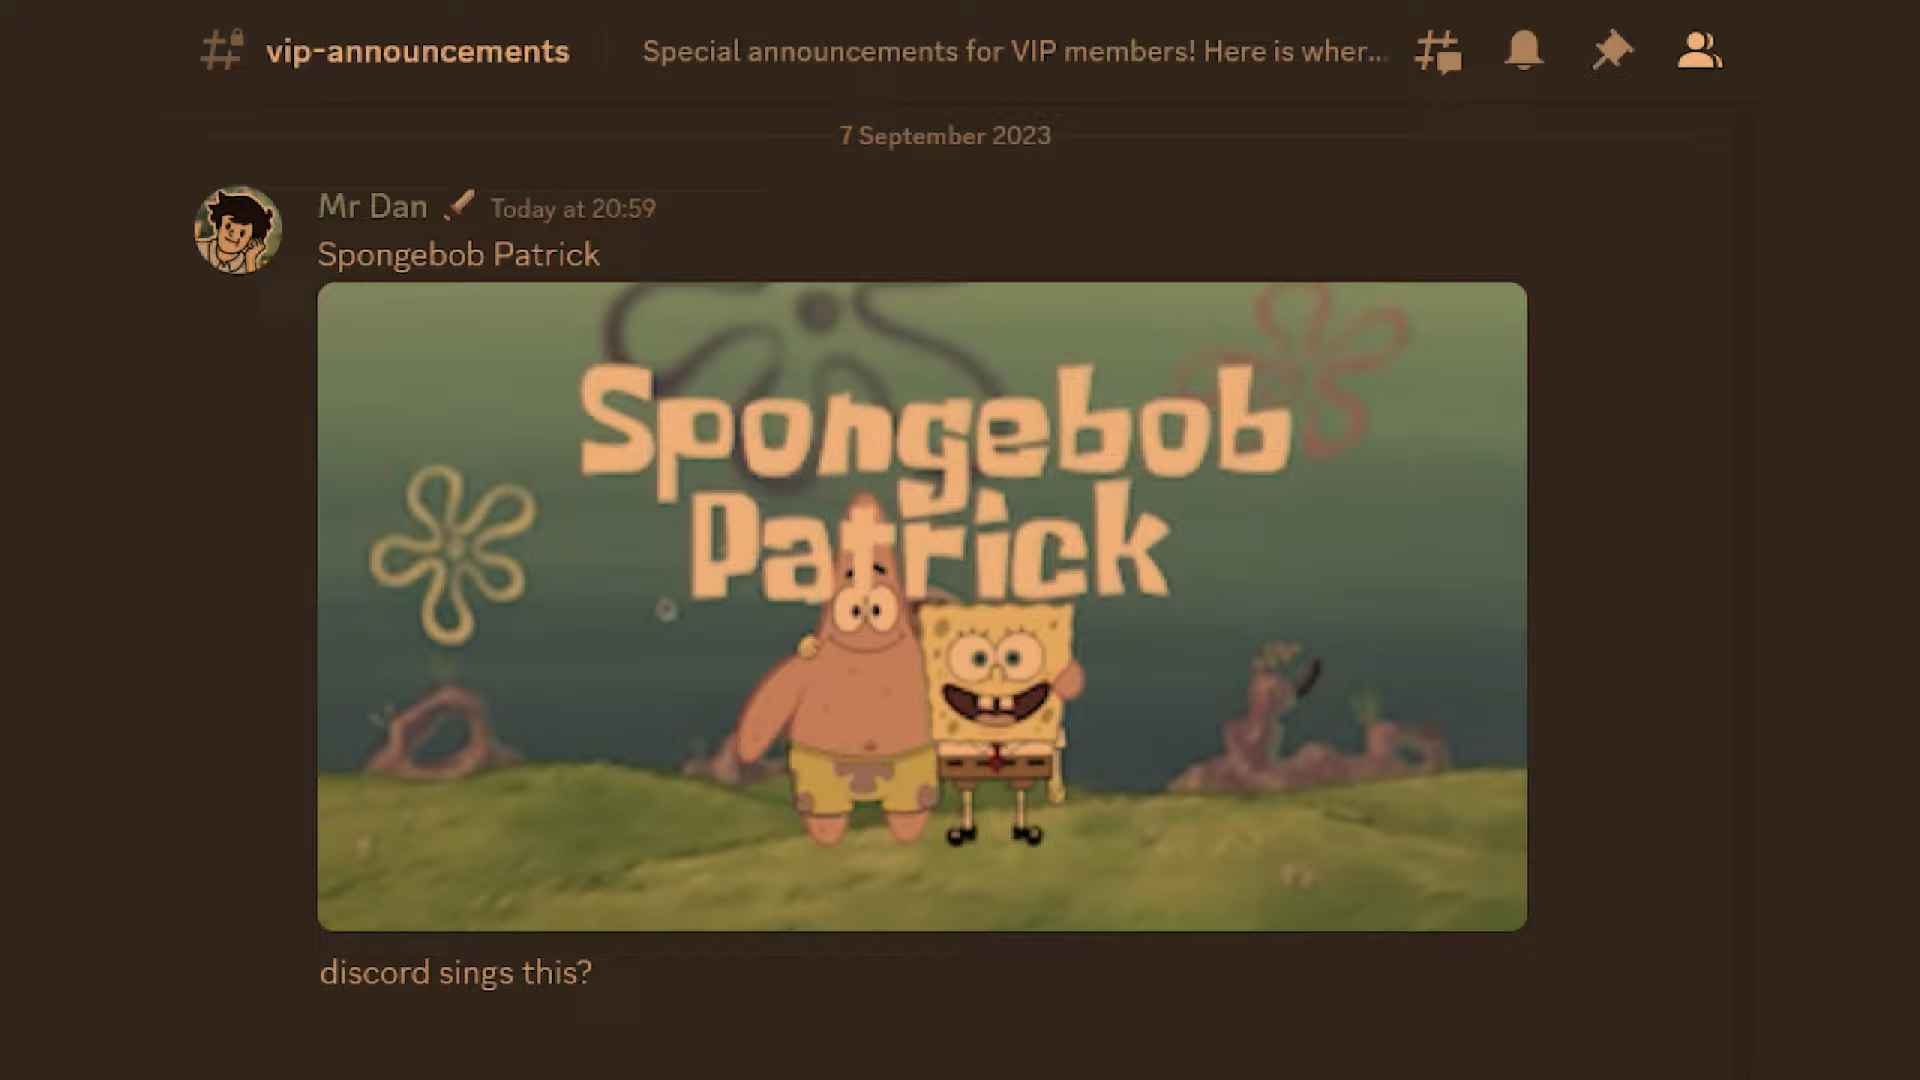 vip-announcements
Special announcements for VIP members! Here is wher...
7 September 2023
Mr Dan Today at 20:59
Spongebob Patrick
Spongebob
Patrick
discord sings this?